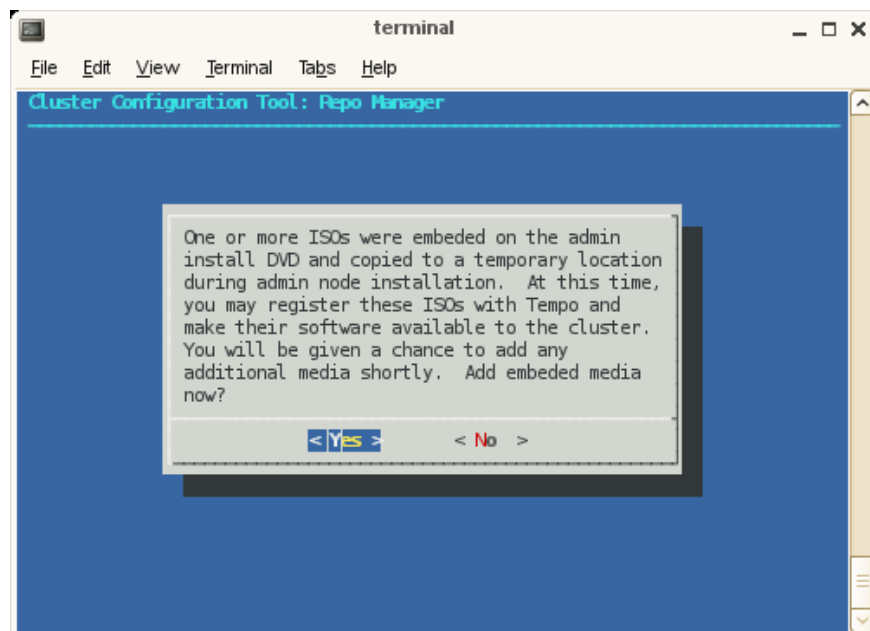 terminal
File Edit View Terminal Tabs Help
Cluster Configuration Tool: Repo Manager
One or more ISOs were embeded on the admin
install DVD and copied to a temporary location
during admin node installation.  At this time,
you may register these ISOs with Tempo and
make their software available to the cluster.
You will be given a chance to add any
additional media shortly.  Add embeded media
now?
< Yes > < No >